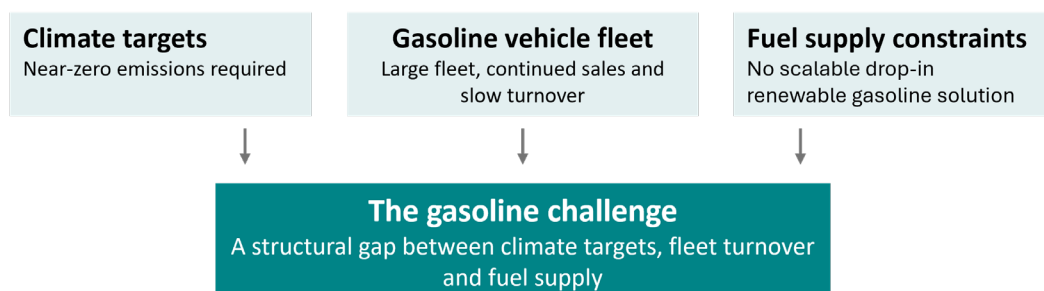 Climate targets
Near-zero emissions required
Gasoline vehicle fleet
Large fleet, continued sales and
slow turnover
Fuel supply constraints
No scalable drop-in
renewable gasoline solution
The gasoline challenge
A structural gap between climate targets, fleet turnover
and fuel supply